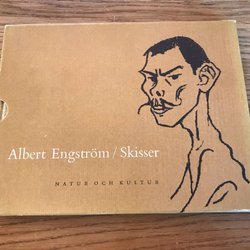 Albert Engström / Skisser
NATUR OCH KULTUR